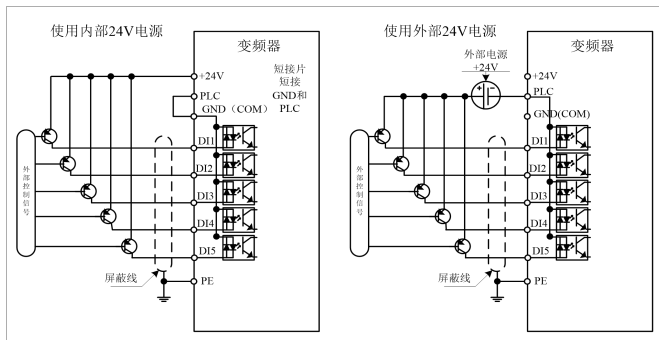 使用内部24V电源
变频器
+24V
PLC
GND（COM）
短接片
短接
GND和
PLC
DI1
DI2
DI3
DI4
DI5
PE
外部控制信号
屏蔽线
使用外部24V电源
变频器
外部电源
+24V
+24V
PLC
GND(COM)
DI1
DI2
DI3
DI4
DI5
PE
外部控制信号
屏蔽线